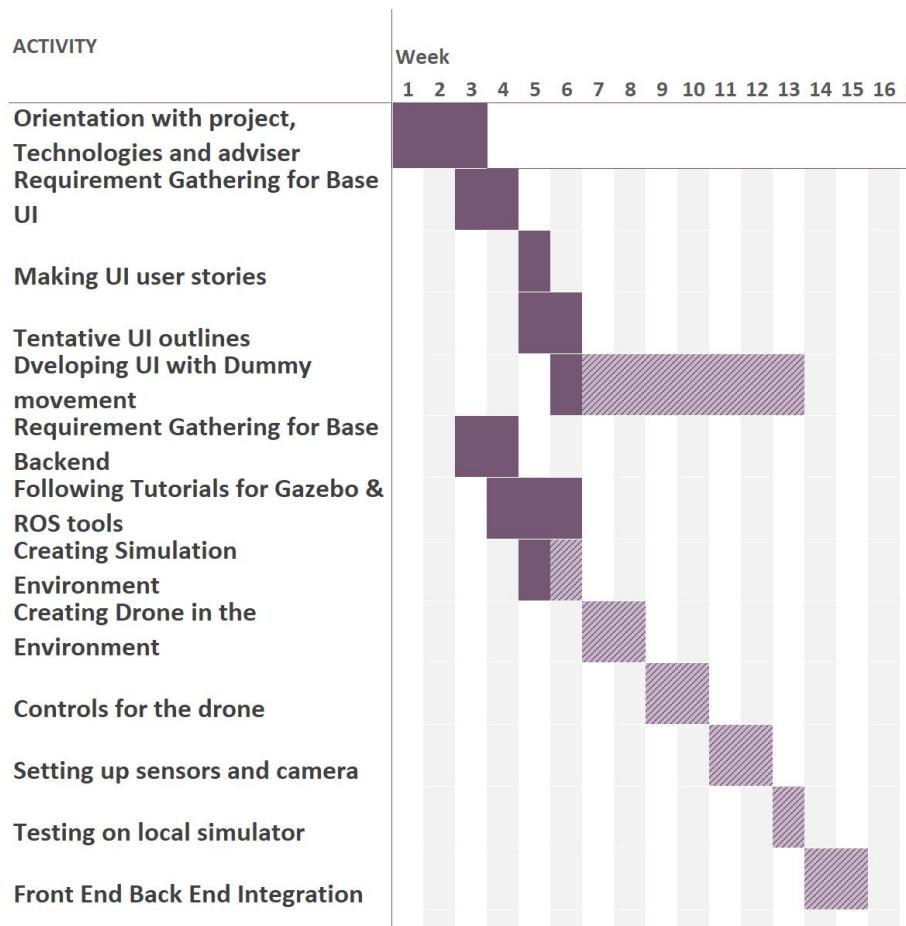 ACTIVITY
Week
1 2 3 4 5 6 7 8 9 10 11 12 13 14 15 16
Orientation with project,
Technologies and adviser
Requirement Gathering for Base
UI
Making UI user stories
Tentative UI outlines
Dveloping UI with Dummy
movement
Requirement Gathering for Base
Backend
Following Tutorials for Gazebo &
ROS tools
Creating Simulation
Environment
Creating Drone in the
Environment
Controls for the drone
Setting up sensors and camera
Testing on local simulator
Front End Back End Integration